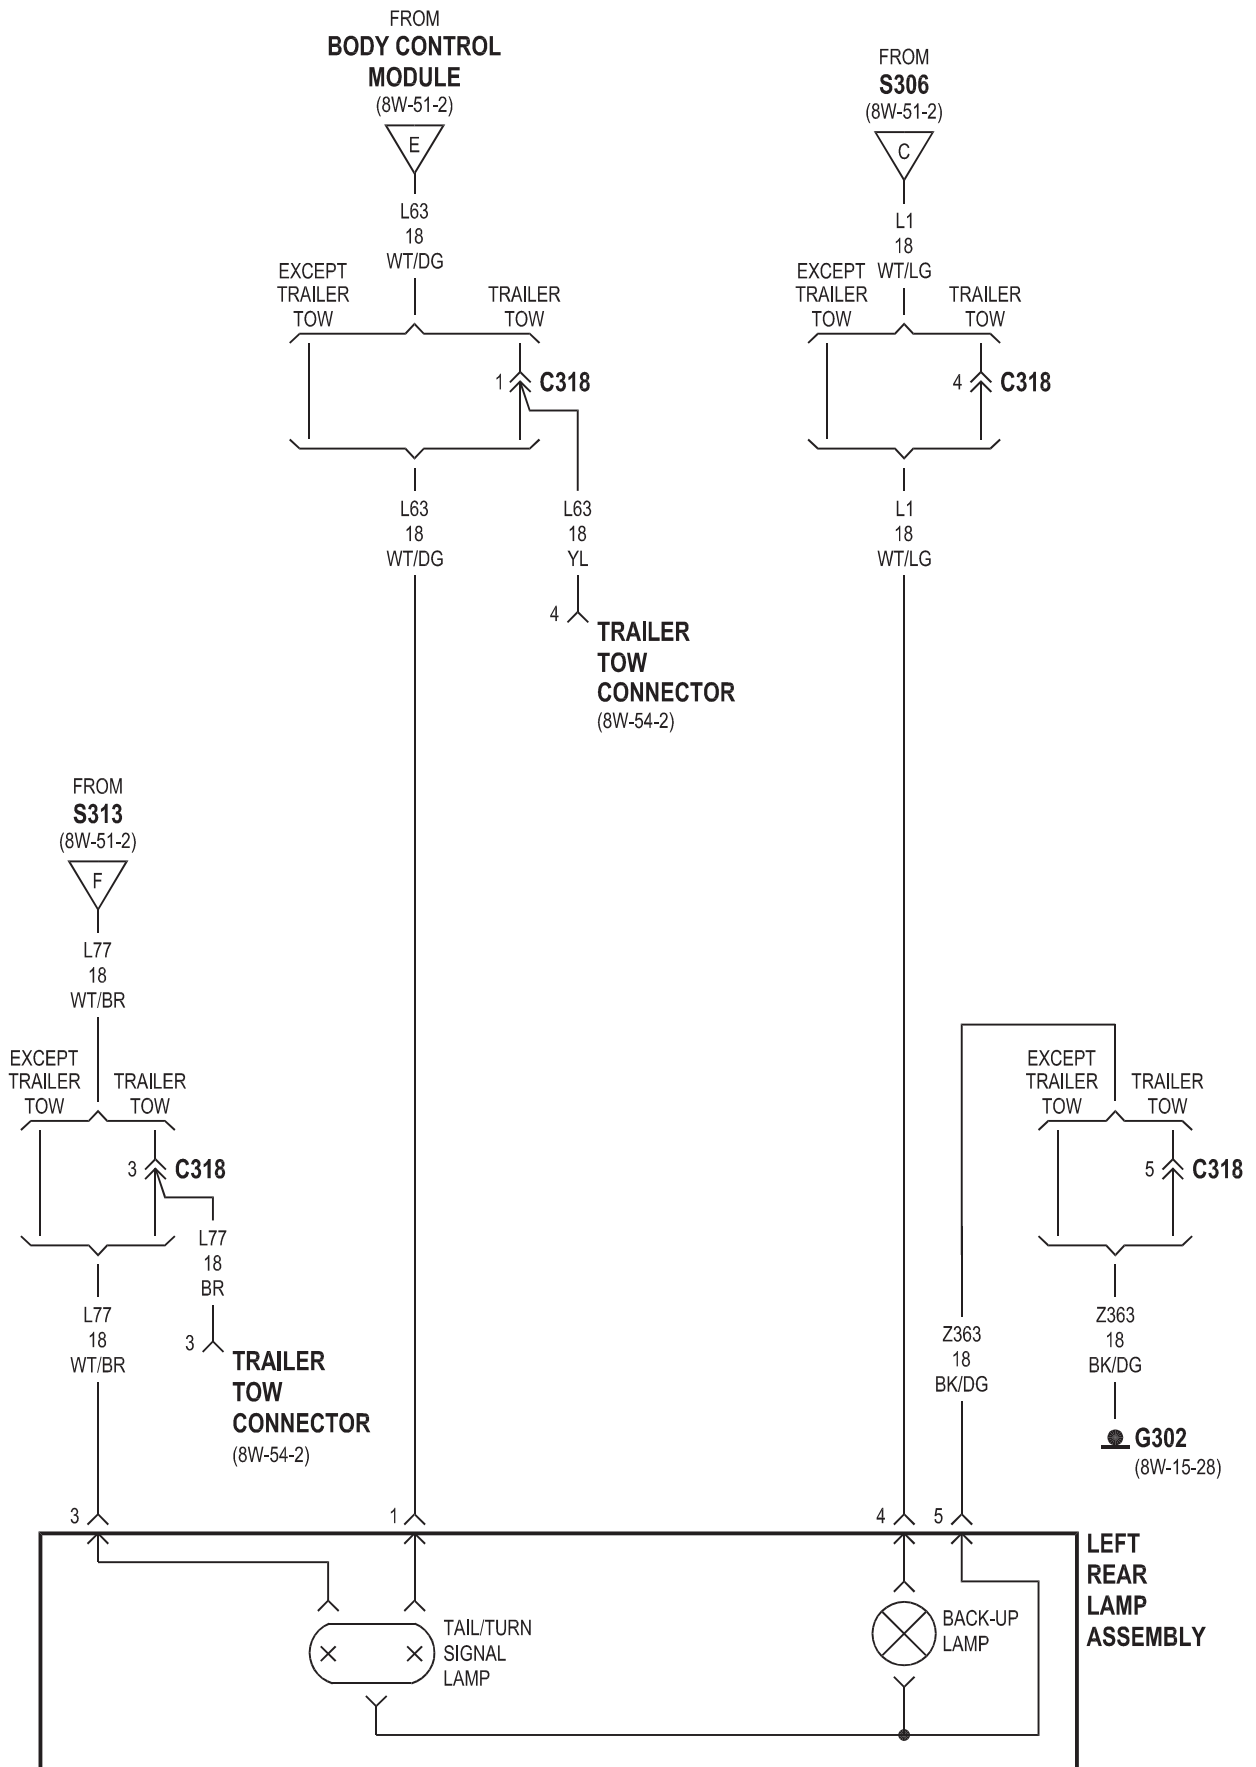 FROM
BODY CONTROL
MODULE
(8W-51-2)
E
L63
18
WT/DG
EXCEPT
TRAILER
TOW
TRAILER
TOW
1
C318
L63
18
WT/DG
L63
18
YL
4
TRAILER
TOW
CONNECTOR
(8W-54-2)
FROM
S306
(8W-51-2)
C
L1
18
WT/LG
EXCEPT
TRAILER
TOW
TRAILER
TOW
4
C318
L1
18
WT/LG
FROM
S313
(8W-51-2)
F
L77
18
WT/BR
EXCEPT
TRAILER
TOW
TRAILER
TOW
3
C318
L77
18
WT/BR
L77
18
BR
3
TRAILER
TOW
CONNECTOR
(8W-54-2)
EXCEPT
TRAILER
TOW
TRAILER
TOW
5
C318
Z363
18
BK/DG
Z363
18
BK/DG
G302
(8W-15-28)
3
1
4
5
LEFT
REAR
LAMP
ASSEMBLY
TAIL/TURN
SIGNAL
LAMP
BACK-UP
LAMP